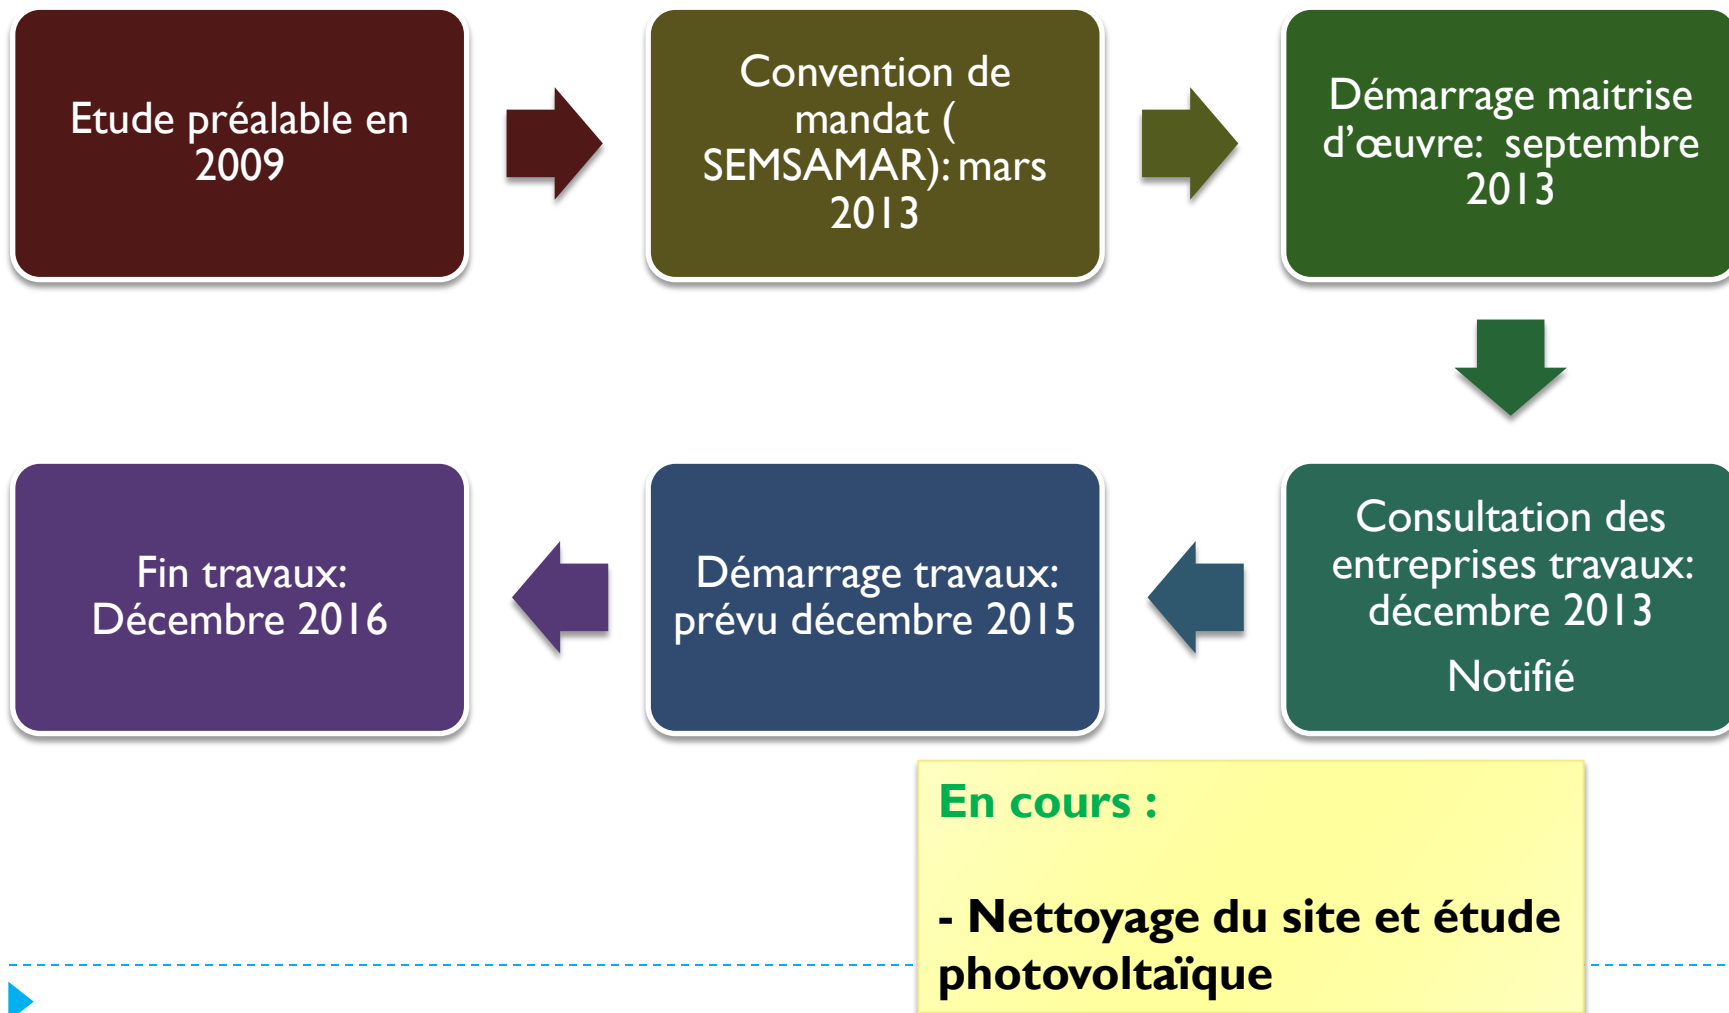 Etude préalable en
2009
Convention de
mandat (
SEMSAMAR): mars
2013
Démarrage maitrise
d’œuvre:  septembre
2013
Consultation des
entreprises travaux:
décembre 2013
Notifié
Démarrage travaux:
prévu décembre 2015
Fin travaux:
Décembre 2016
En cours :
- Nettoyage du site et étude
photovoltaïque